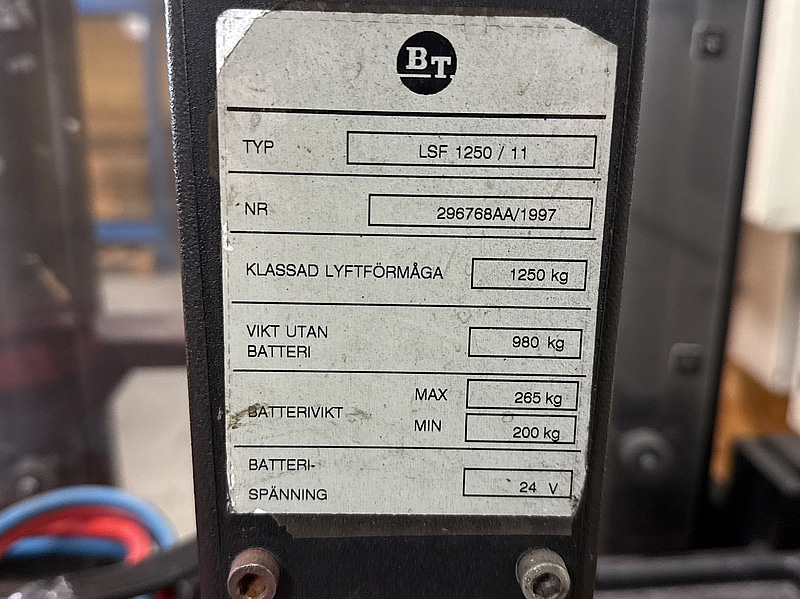 BT
TYP LSF 1250 / 11
NR 296768AA/1997
KLASSAD LYFTFÖRMÅGA 1250 kg
VIKT UTAN
BATTERI 980 kg
BATTERIVIKT MAX 265 kg
MIN 200 kg
BATTERI-
SPÄNNING 24 V